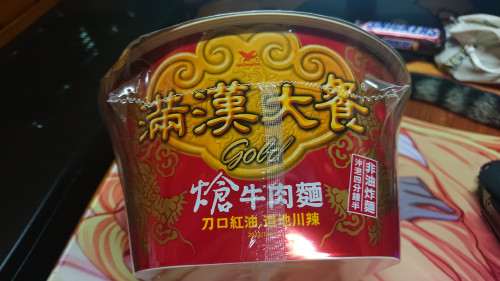 滿漢大餐
Gold
熗牛肉麵
刀口紅油, 道地川辣
非油炸麵
沖泡四分鐘半